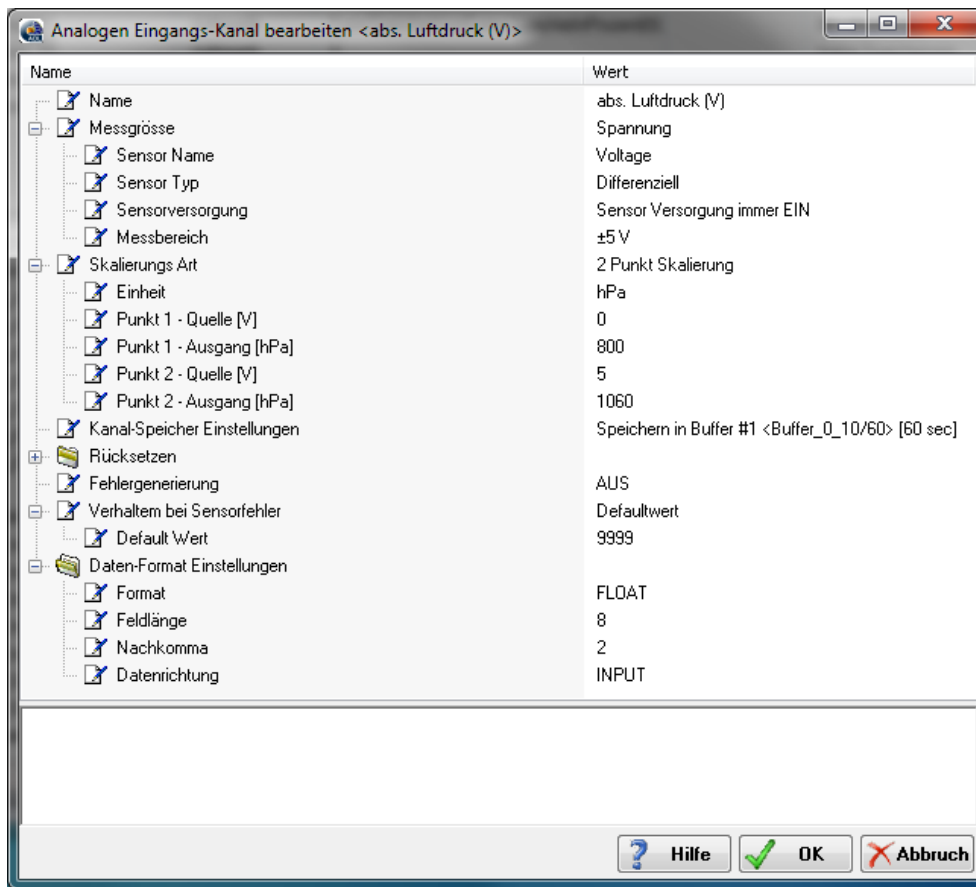 Analogen Eingangs-Kanal bearbeiten <abs. Luftdruck (V)>
Name Wert
Name abs. Luftdruck (V)
Messgrösse Spannung
Sensor Name Voltage
Sensor Typ Differenziell
Sensorversorgung Sensor Versorgung immer EIN
Messbereich ±5 V
Skalierungs Art 2 Punkt Skalierung
Einheit hPa
Punkt 1 - Quelle [V] 0
Punkt 1 - Ausgang [hPa] 800
Punkt 2 - Quelle [V] 5
Punkt 2 - Ausgang [hPa] 1060
Kanal-Speicher Einstellungen Speichern in Buffer #1 <Buffer_0_10/60> [60 sec]
Rücksetzen
Fehlergenerierung AUS
Verhaltem bei Sensorfehler Defaultwert
Default Wert 9999
Daten-Format Einstellungen
Format FLOAT
Feldlänge 8
Nachkomma 2
Datenrichtung INPUT
Hilfe OK Abbruch